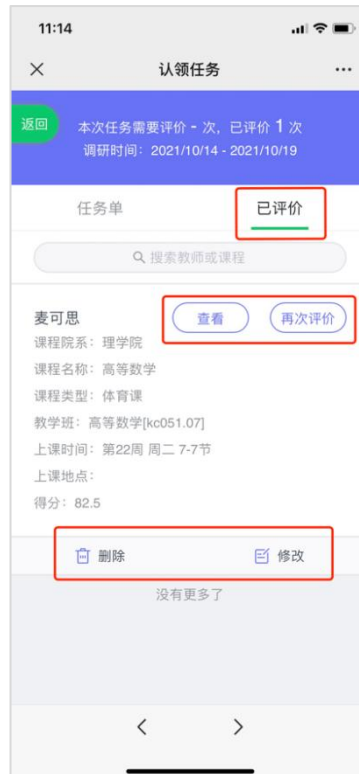 11:14
认领任务
返回
本次任务需要评价 - 次，已评价 1 次
调研时间：2021/10/14 - 2021/10/19
任务单 已评价
搜索教师或课程
麦可思 查看 再次评价
课程院系：理学院
课程名称：高等数学
课程类型：体育课
教学班：高等数学[kc051.07]
上课时间：第22周 周二 7-7节
上课地点：
得分：82.5
删除 修改
没有更多了